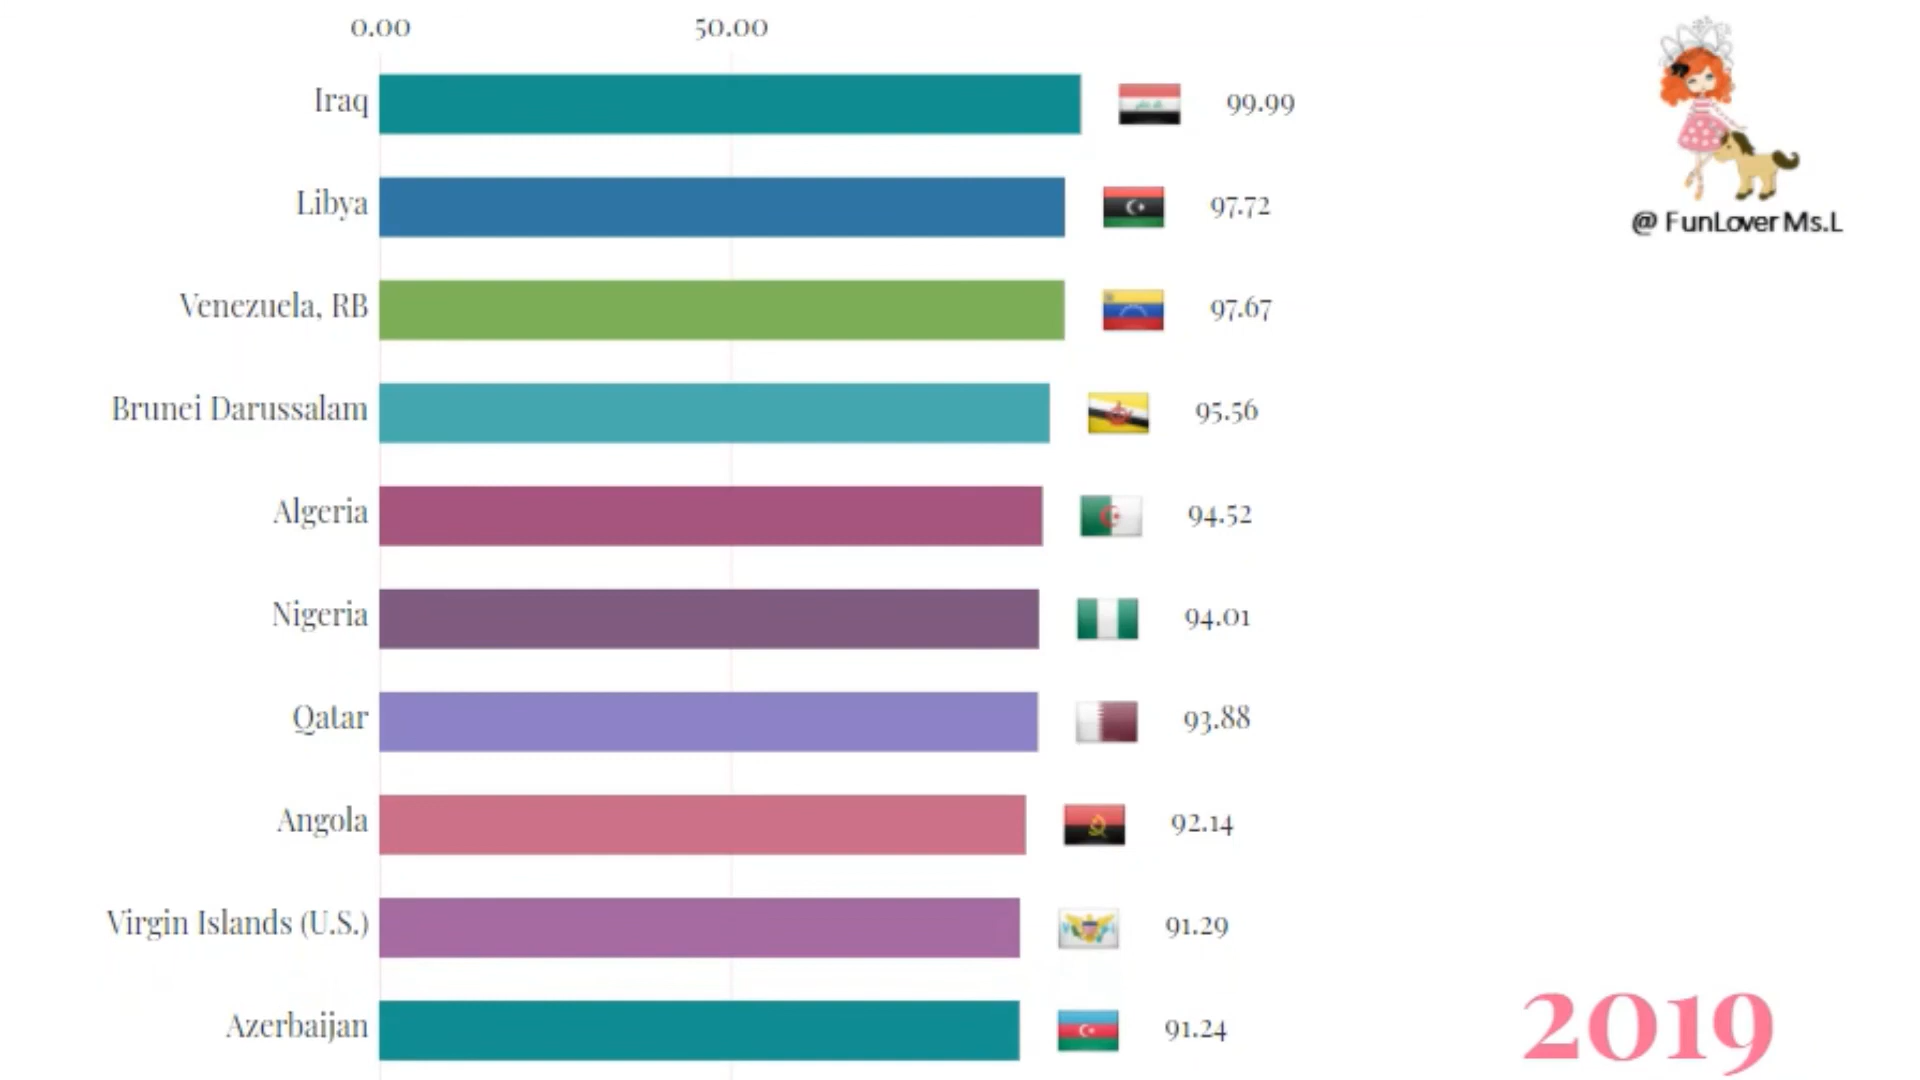 0.00 50.00
Iraq 99.99
Libya 97.72
Venezuela, RB 97.67
Brunei Darussalam 95.56
Algeria 94.52
Nigeria 94.01
Qatar 93.88
Angola 92.14
Virgin Islands (U.S.) 91.29
Azerbaijan 91.24
@ FunLover Ms.L
2019